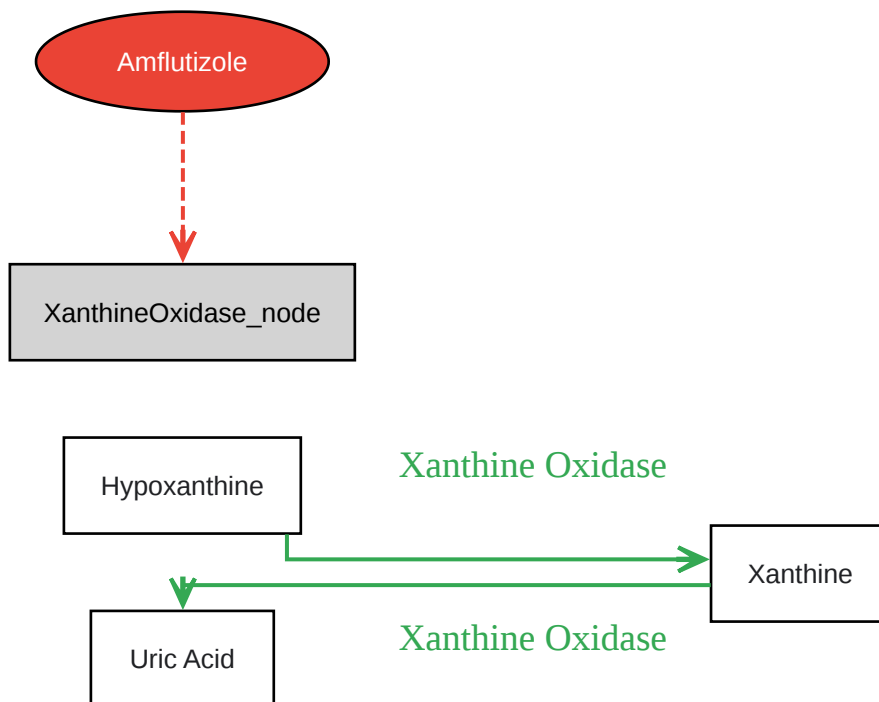 Amflutizole
XanthineOxidase_node
Hypoxanthine
Xanthine Oxidase
Xanthine
Uric Acid
Xanthine Oxidase